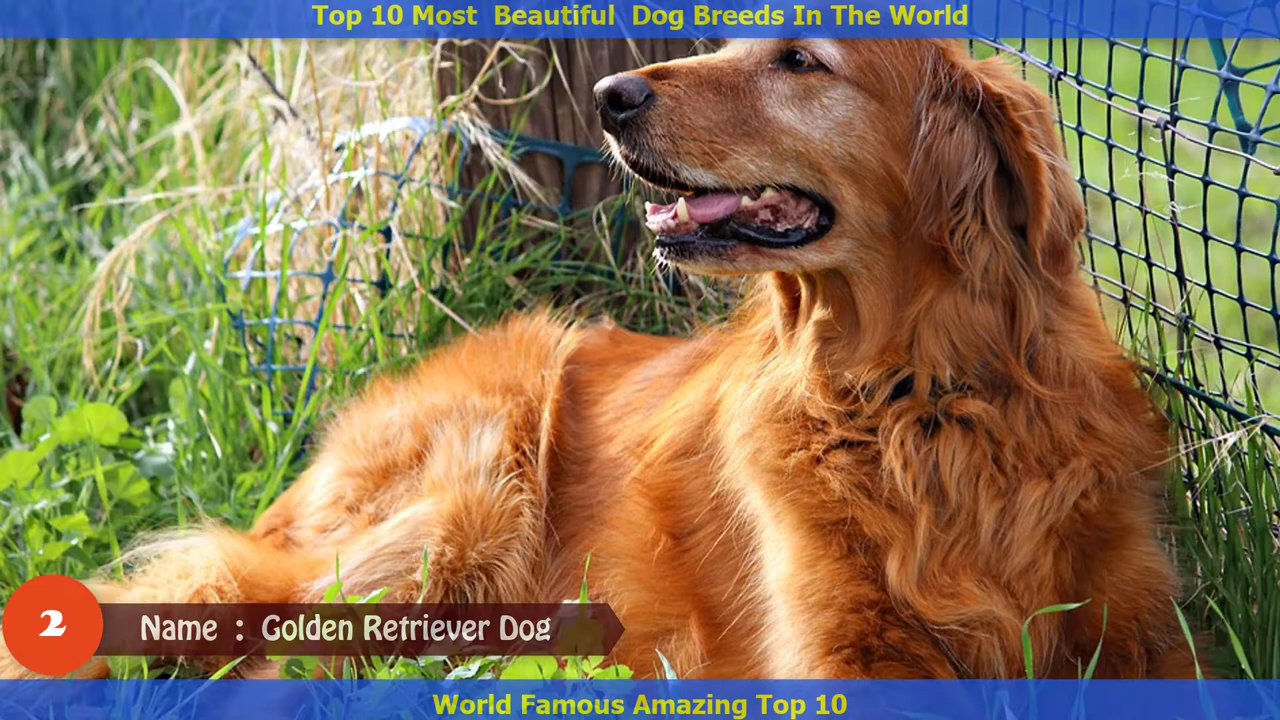 Top 10 Most  Beautiful  Dog Breeds In The World
2
Name  :  Golden Retriever Dog
World Famous Amazing Top 10